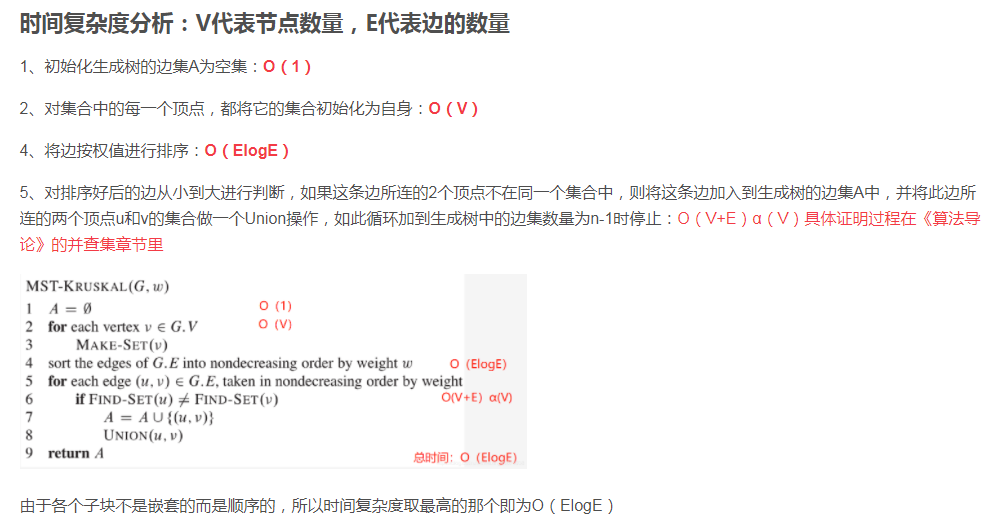 时间复杂度分析：V代表节点数量，E代表边的数量
1、初始化生成树的边集A为空集：O（1）
2、对集合中的每一个顶点，都将它的集合初始化为自身：O（V）
4、将边按权值进行排序：O（ElogE）
5、对排序好后的边从小到大进行判断，如果这条边所连的2个顶点不在同一个集合中，则将这条边加入到生成树的边集A中，并将此边所
连的两个顶点u和v的集合做一个Union操作，如此循环加到生成树中的边集数量为n-1时停止：O（V+E）α（V）具体证明过程在《算法导
论》的并查集章节里
MST-KRUSKAL(G, w)
1 A = ∅ O（1）
2 for each vertex v ∈ G.V O（V）
3 MAKE-SET(v)
4 sort the edges of G.E into nondecreasing order by weight w O（ElogE）
5 for each edge (u, v) ∈ G.E, taken in nondecreasing order by weight
6 if FIND-SET(u) ≠ FIND-SET(v) O(V+E）α(V)
7 A = A ∪ {(u, v)}
8 UNION(u, v)
9 return A 总时间：O（ElogE）
由于各个子块不是嵌套的而是顺序的，所以时间复杂度取最高的那个即为O（ElogE）